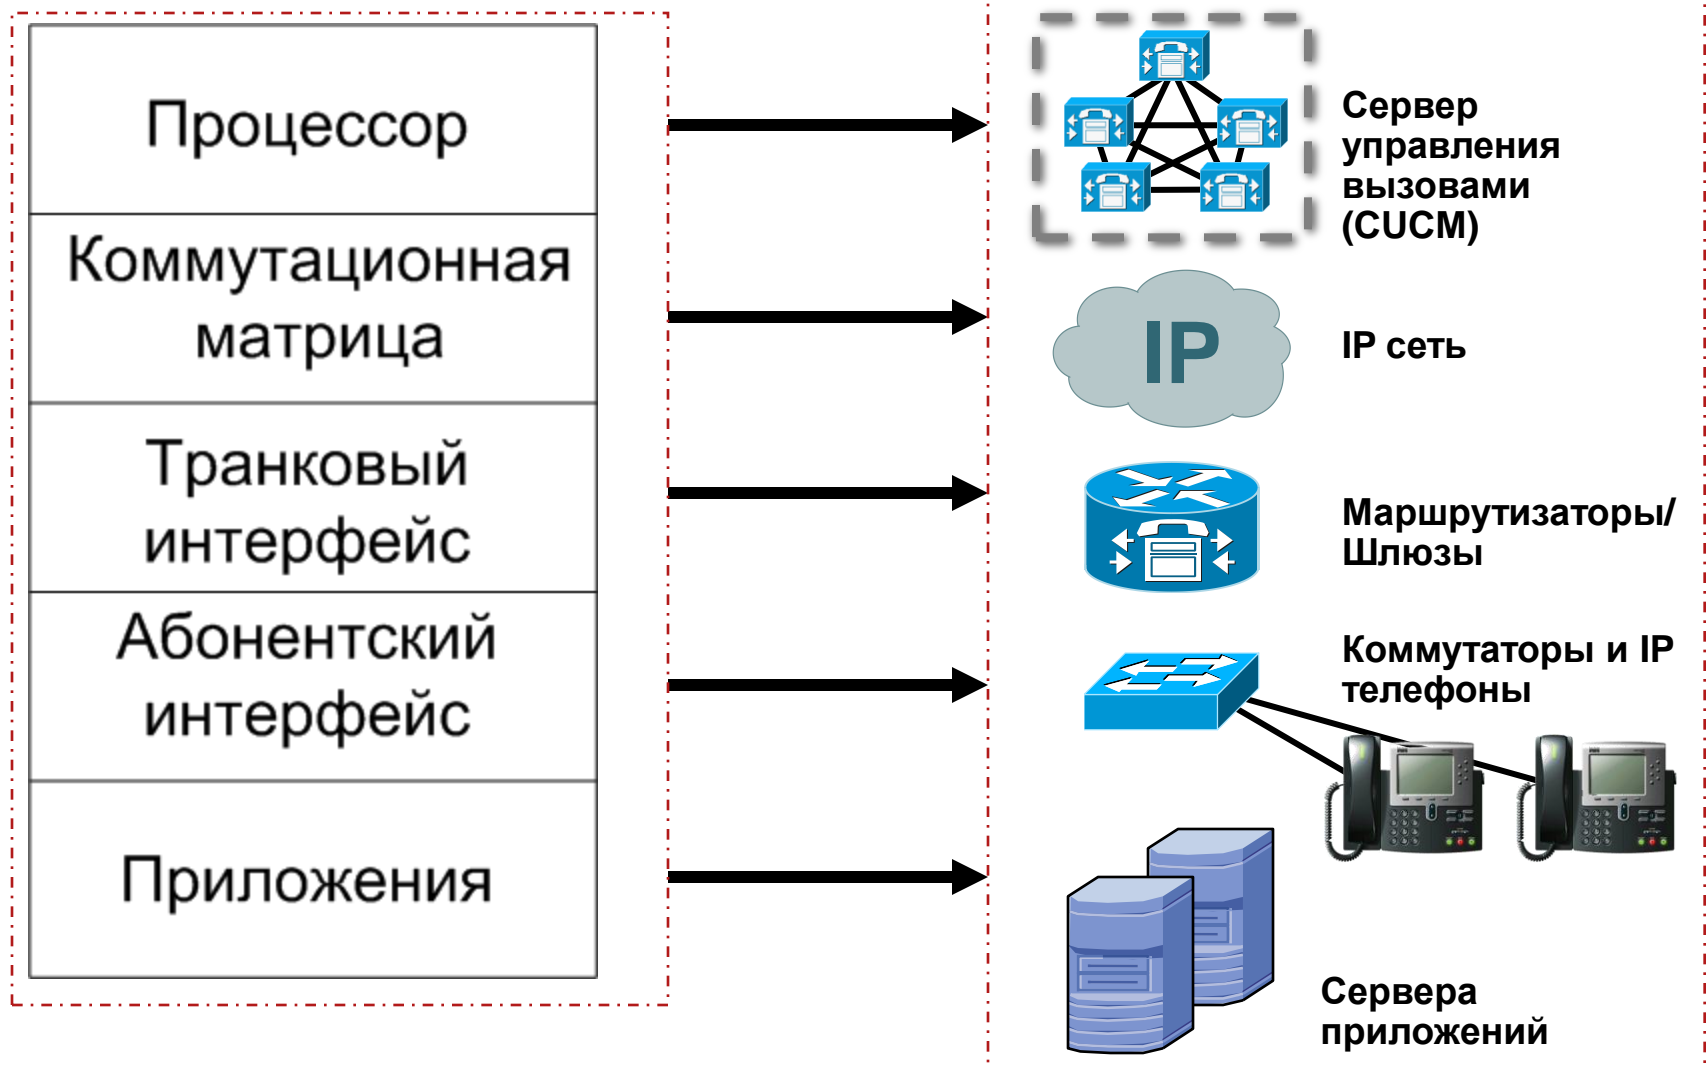 Процессор
Коммутационная
матрица
Транковый
интерфейс
Абонентский
интерфейс
Приложения
Сервер
управления
вызовами
(CUCM)
IP
IP сеть
Маршрутизаторы/
Шлюзы
Коммутаторы и IP
телефоны
Сервера
приложений